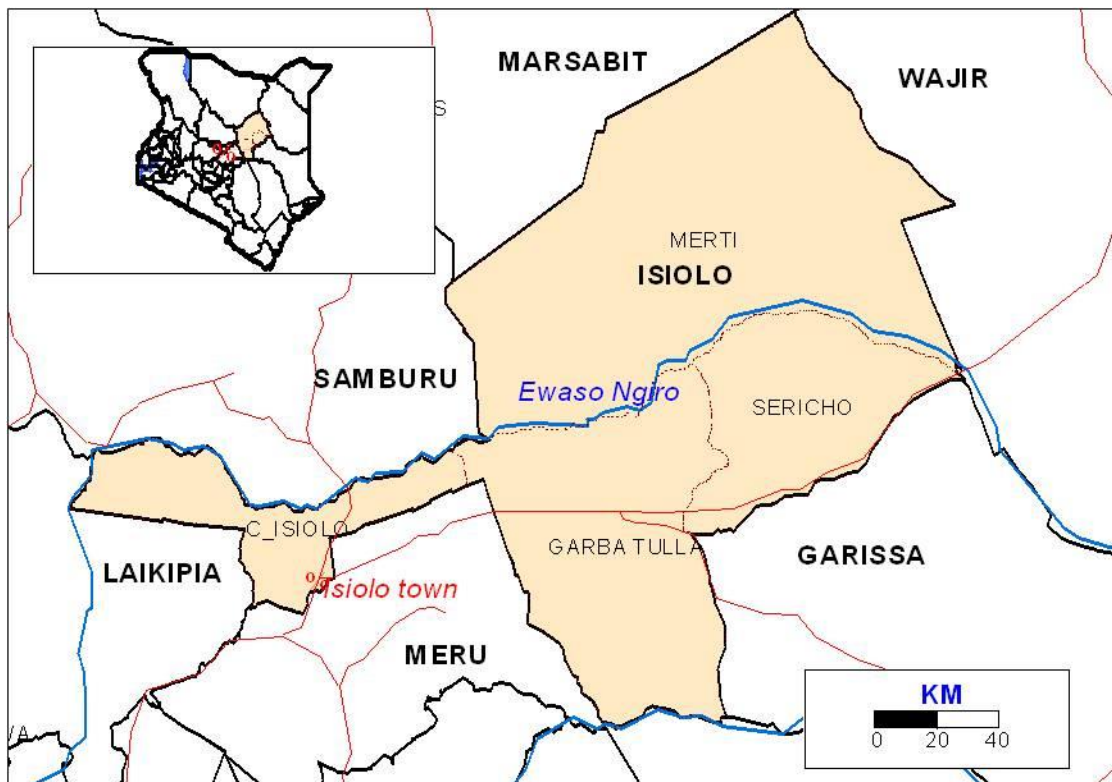 MARSABIT
WAJIR
S
MERTI
ISIOLO
SAMBURU
Ewaso Ngiro
SERICHO
C_ISIOLO
GARBA TULLA
LAIKIPIA
Isiolo town
GARISSA
MERU
KM
0 20 40